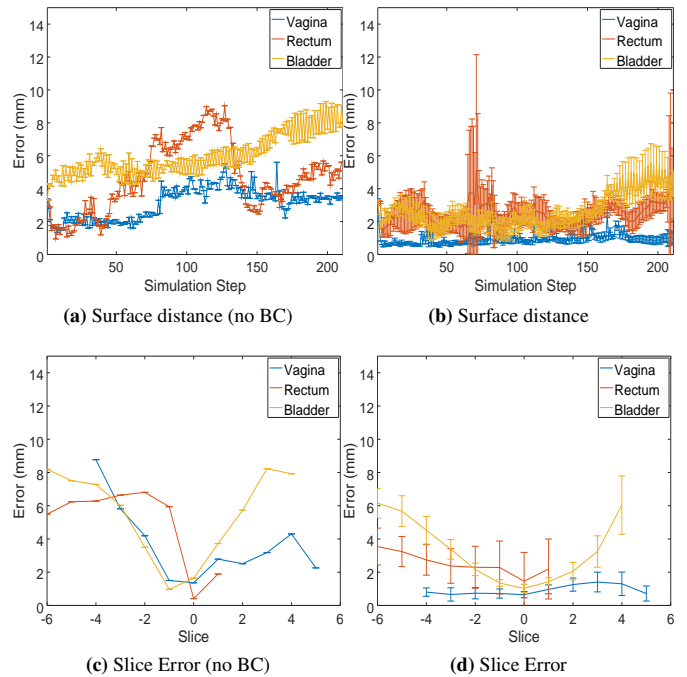 14
12
10
8
6
4
2
0
Error (mm)
50
100
150
200
Simulation Step
Vagina
Rectum
Bladder
(a) Surface distance (no BC)
14
12
10
8
6
4
2
0
Error (mm)
50
100
150
200
Simulation Step
Vagina
Rectum
Bladder
(b) Surface distance
14
12
10
8
6
4
2
0
Error (mm)
-6
-4
-2
0
2
4
6
Slice
Vagina
Rectum
Bladder
(c) Slice Error (no BC)
14
12
10
8
6
4
2
0
Error (mm)
-6
-4
-2
0
2
4
6
Slice
Vagina
Rectum
Bladder
(d) Slice Error